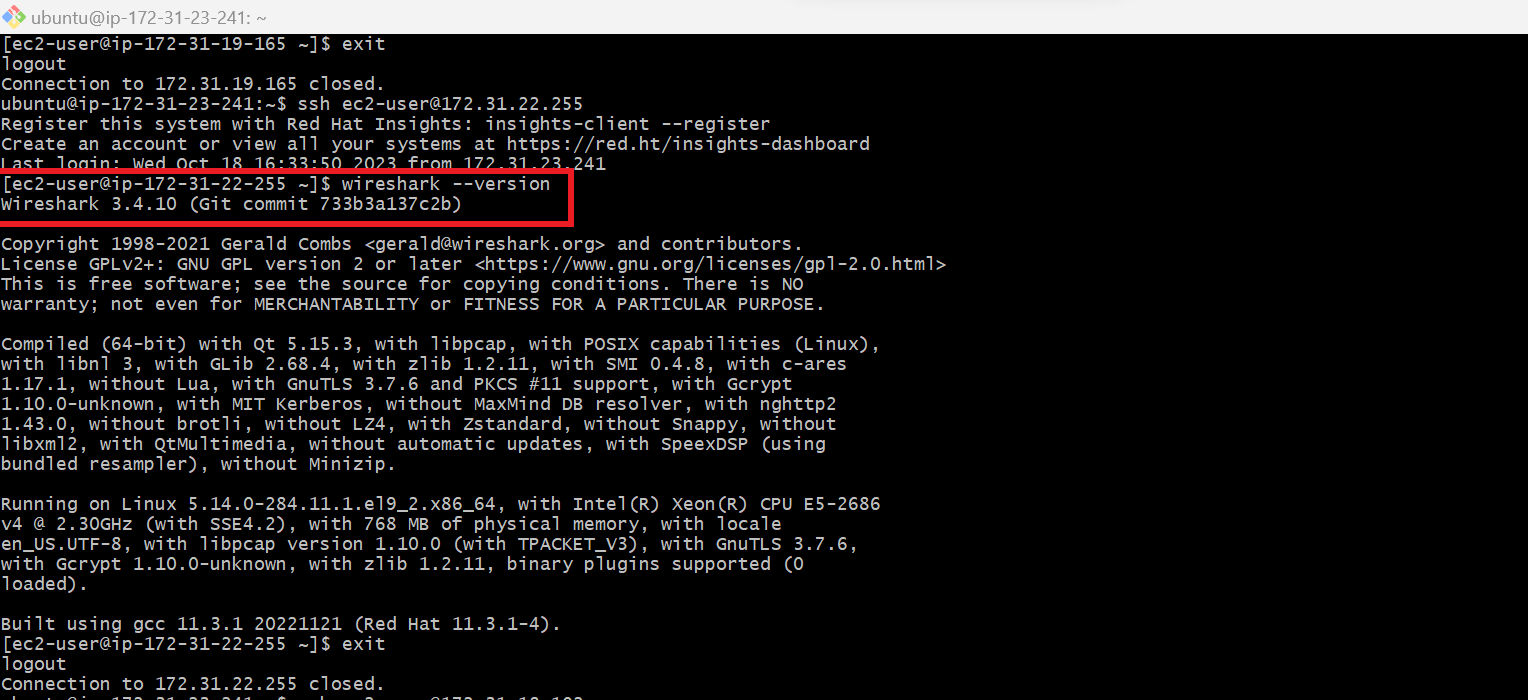 ubuntu@ip-172-31-23-241: ~
[ec2-user@ip-172-31-19-165 ~]$ exit
logout
Connection to 172.31.19.165 closed.
ubuntu@ip-172-31-23-241:~$ ssh ec2-user@172.31.22.255
Register this system with Red Hat Insights: insights-client --register
Create an account or view all your systems at https://red.ht/insights-dashboard
Last login: Wed Oct 18 16:33:50 2023 from 172.31.23.241
[ec2-user@ip-172-31-22-255 ~]$ wireshark --version
Wireshark 3.4.10 (Git commit 733b3a137c2b)
Copyright 1998-2021 Gerald Combs <gerald@wireshark.org> and contributors.
License GPLv2+: GNU GPL version 2 or later <https://www.gnu.org/licenses/gpl-2.0.html>
This is free software; see the source for copying conditions. There is NO
warranty; not even for MERCHANTABILITY or FITNESS FOR A PARTICULAR PURPOSE.
Compiled (64-bit) with Qt 5.15.3, with libpcap, with POSIX capabilities (Linux),
with libnl 3, with GLib 2.68.4, with zlib 1.2.11, with SMI 0.4.8, with c-ares
1.17.1, without Lua, with GnuTLS 3.7.6 and PKCS #11 support, with Gcrypt
1.10.0-unknown, with MIT Kerberos, without MaxMind DB resolver, with nghttp2
1.43.0, without brotli, without LZ4, with Zstandard, without Snappy, without
libxml2, with QtMultimedia, without automatic updates, with SpeexDSP (using
bundled resampler), without Minizip.
Running on Linux 5.14.0-284.11.1.el9_2.x86_64, with Intel(R) Xeon(R) CPU E5-2686
v4 @ 2.30GHz (with SSE4.2), with 768 MB of physical memory, with locale
en_US.UTF-8, with libpcap version 1.10.0 (with TPACKET_V3), with GnuTLS 3.7.6,
with Gcrypt 1.10.0-unknown, with zlib 1.2.11, binary plugins supported (0
loaded).
Built using gcc 11.3.1 20221121 (Red Hat 11.3.1-4).
[ec2-user@ip-172-31-22-255 ~]$ exit
logout
Connection to 172.31.22.255 closed.